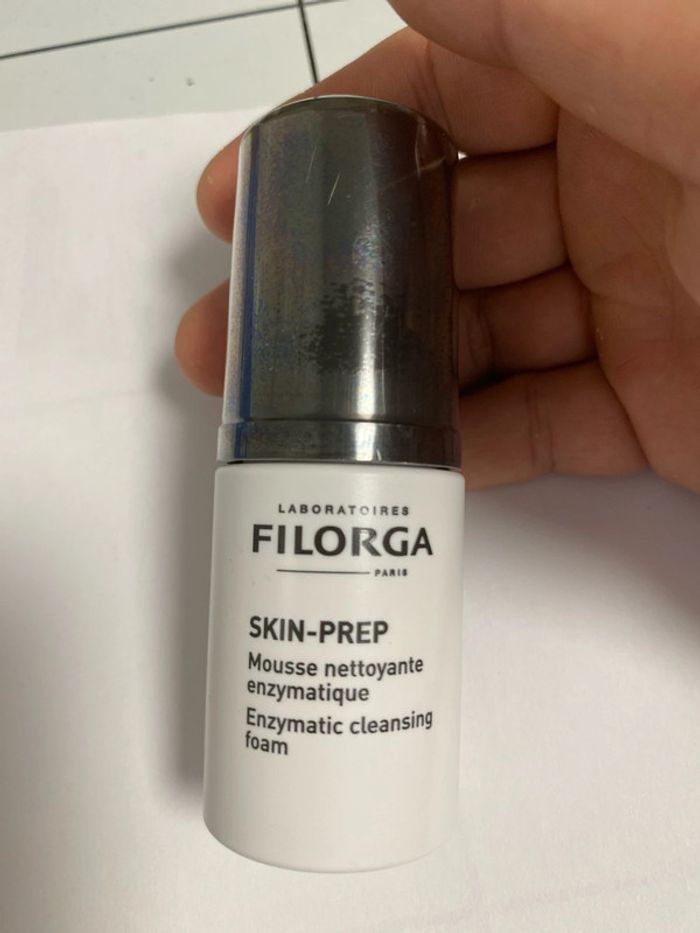 LABORATOIRES
FILORGA
PARIS
SKIN-PREP
Mousse nettoyante
enzymatique
Enzymatic cleansing
foam